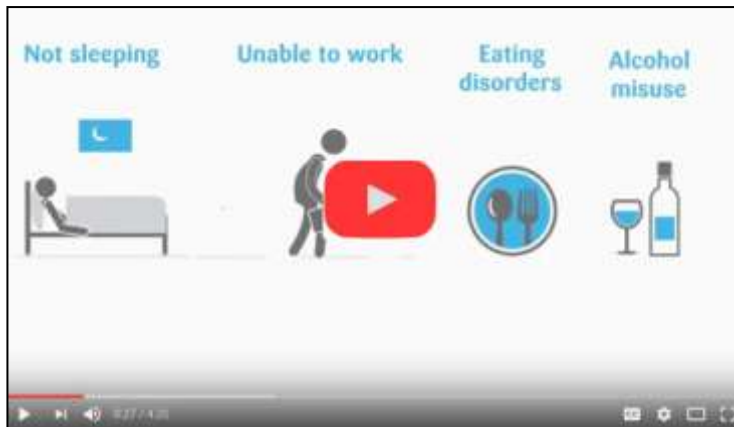 Not sleeping
Unable to work
Eating
disorders
Alcohol
misuse